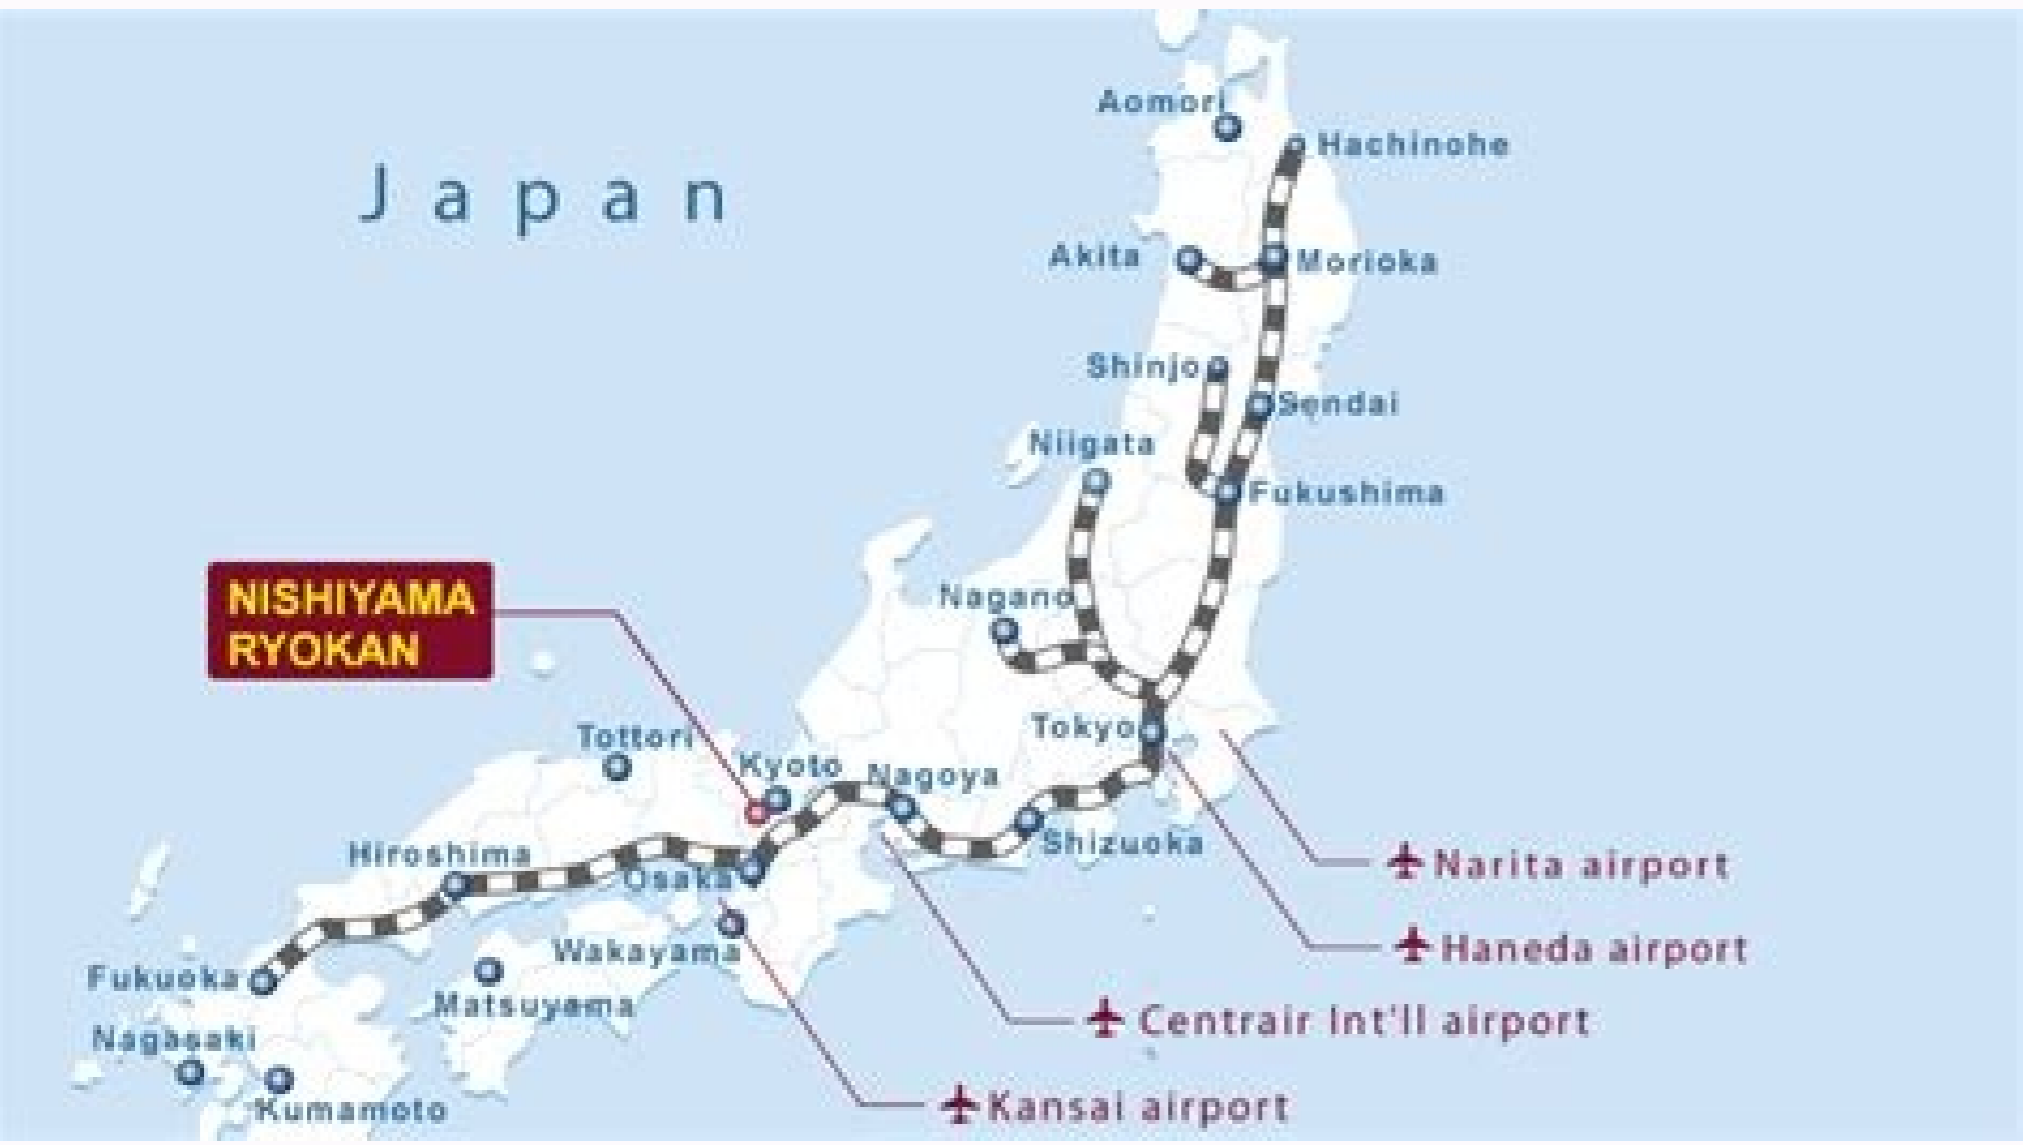 Aomori
Hachinohe
Japan
Akita
Morioka
Shinjo
Sendai
Niigata
Fukushima
NISHIYAMA
RYOKAN
Nagano
Tokyo
Tottori
Kyoto
Nagoya
Shizuoka
Hiroshima
Osaka
Narita airport
Haneda airport
Wakayama
Fukuoka
Matsuyama
Centrair Int'll airport
Nagasaki
Kansai airport
Kumamoto